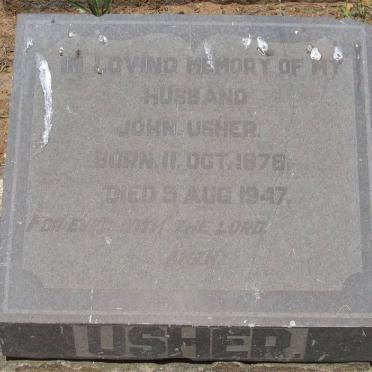 IN LOVING MEMORY OF MY
HUSBAND
JOHN USHER.
BORN. 11 OCT. 1876.
DIED 5 AUG 1947.
FOR EVER WITH THE LORD.
AMEN.
USHER.